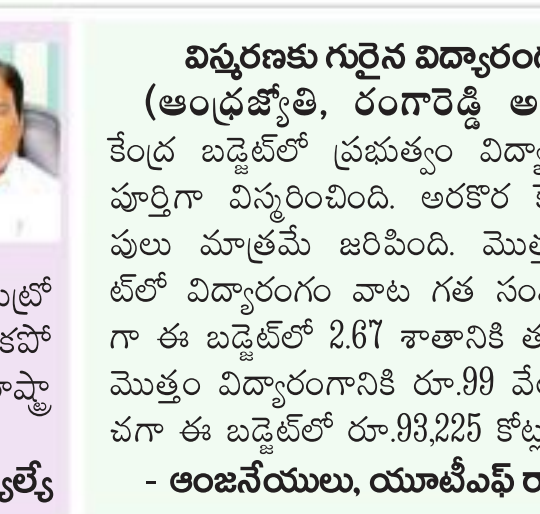 ట్రో
కపో
ష్ట్రా
ల్యే
విస్మరణకు గురైన విద్యారం
(ఆంధ్రజ్యోతి, రంగారెడ్డి అ
కేంద్ర బడ్జెట్‌లో ప్రభుత్వం విద్యా
పూర్తిగా విస్మరించింది. అరకొర కే
పులు మాత్రమే జరిపింది. మొత్త
ట్‌లో విద్యారంగం వాట గత సం
గా ఈ బడ్జెట్‌లో 2.67 శాతానికి త
మొత్తం విద్యారంగానికి రూ.99 వే
చగా ఈ బడ్జెట్‌లో రూ.93,225 కోట్ల
- ఆంజనేయులు, యూటీఎఫ్ రా